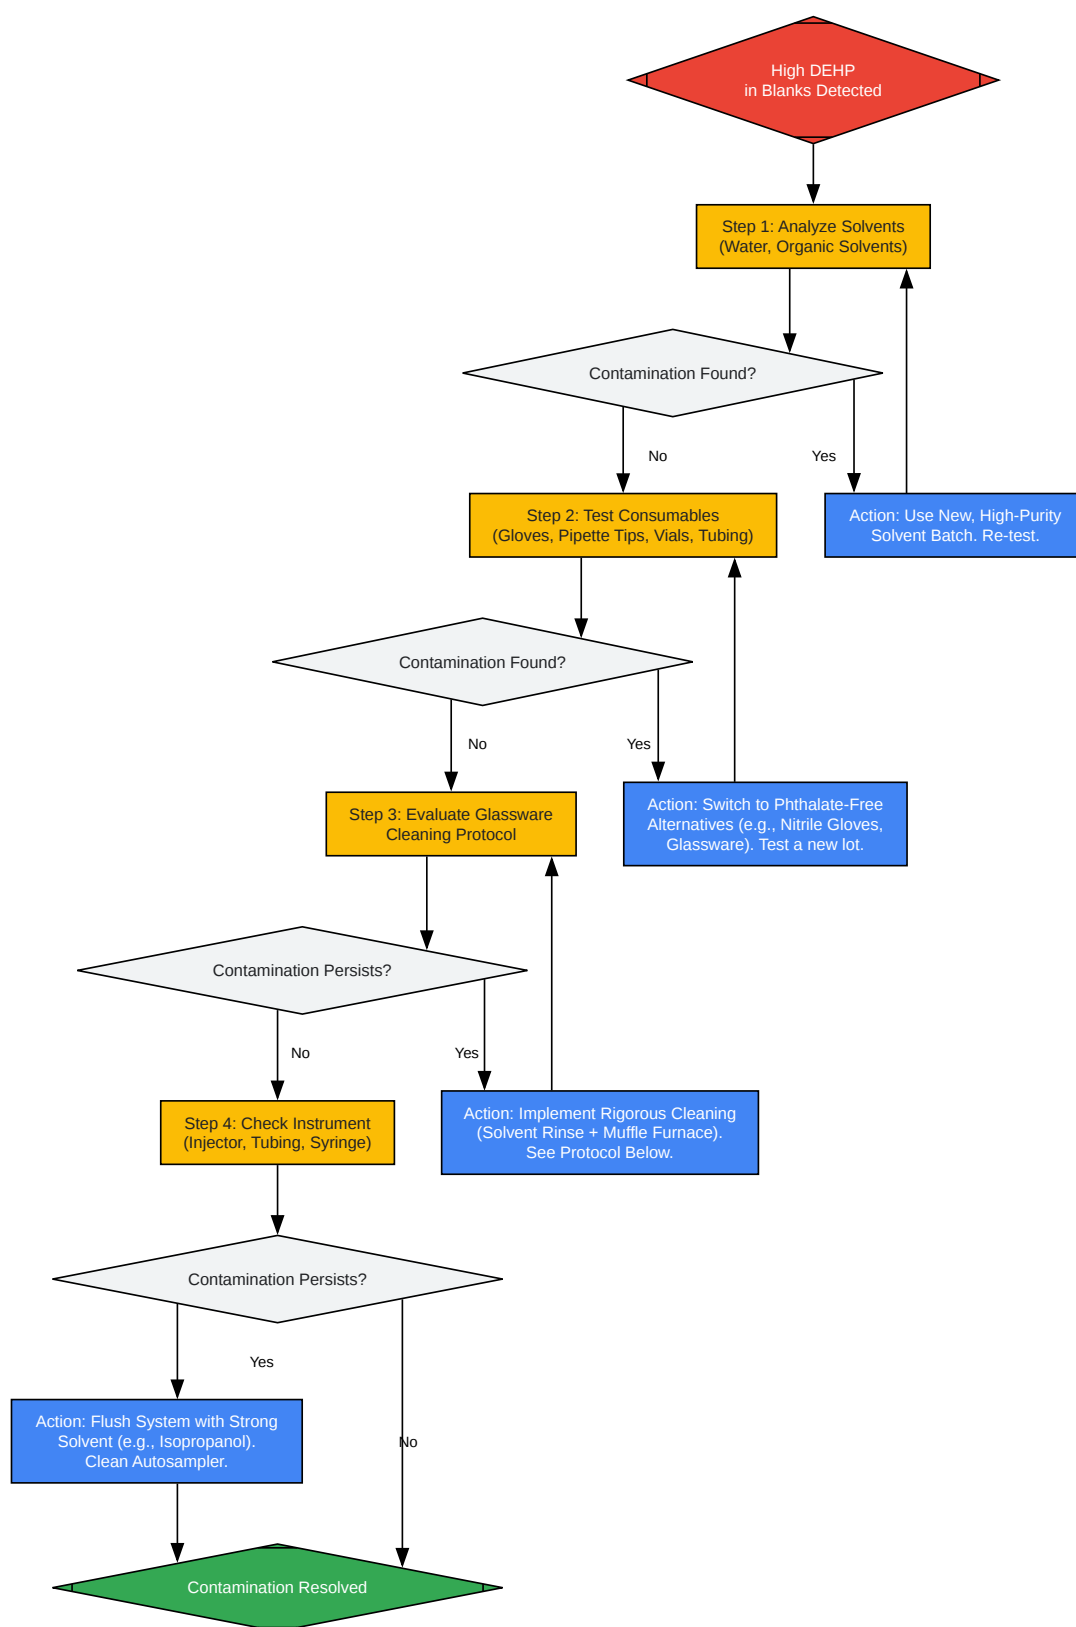 High DEHP
in Blanks Detected
Step 1: Analyze Solvents
(Water, Organic Solvents)
Contamination Found?
No
Yes
Step 2: Test Consumables
(Gloves, Pipette Tips, Vials, Tubing)
Action: Use New, High-Purity
Solvent Batch. Re-test.
Contamination Found?
No
Yes
Step 3: Evaluate Glassware
Cleaning Protocol
Action: Switch to Phthalate-Free
Alternatives (e.g., Nitrile Gloves,
Glassware). Test a new lot.
Contamination Persists?
No
Yes
Step 4: Check Instrument
(Injector, Tubing, Syringe)
Action: Implement Rigorous Cleaning
(Solvent Rinse + Muffle Furnace).
See Protocol Below.
Contamination Persists?
Yes
No
Action: Flush System with Strong
Solvent (e.g., Isopropanol).
Clean Autosampler.
Contamination Resolved